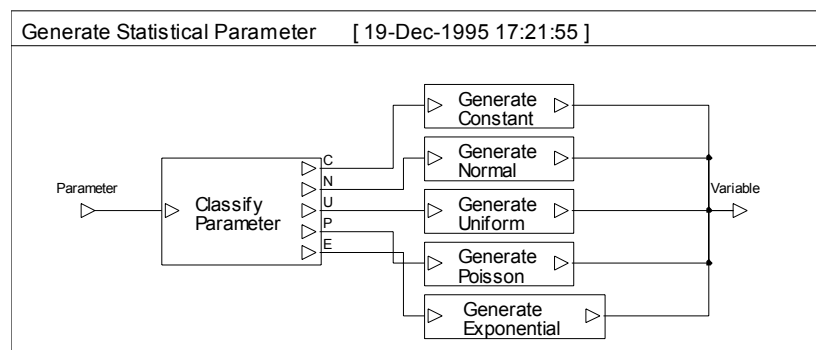 Generate Statistical Parameter [ 19-Dec-1995 17:21:55 ]
Generate
Constant
C
Generate
Normal
N
Parameter
Classify
Parameter
U
Generate
Uniform
Variable
P
Generate
Poisson
E
Generate
Exponential